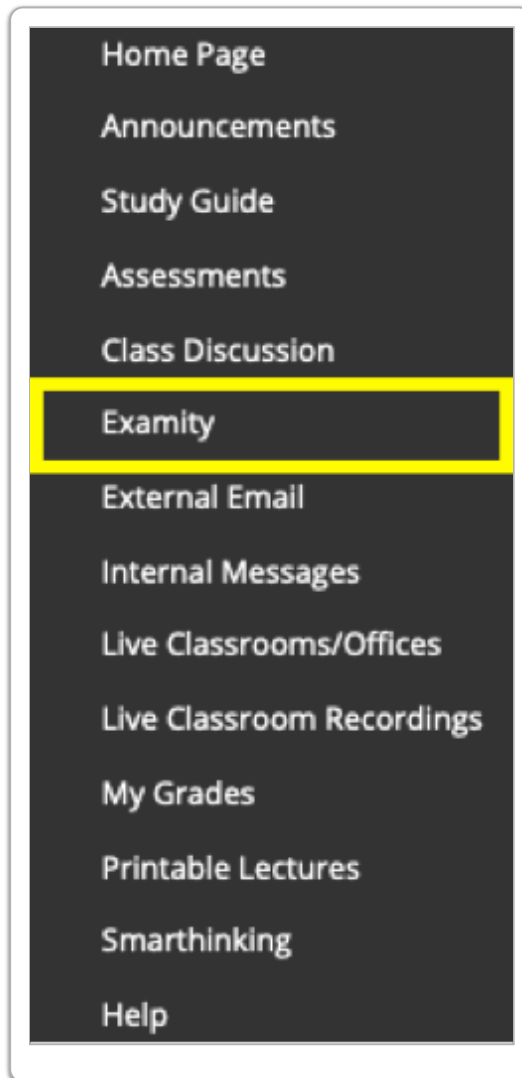 Home Page
Announcements
Study Guide
Assessments
Class Discussion
Examity
External Email
Internal Messages
Live Classrooms/Offices
Live Classroom Recordings
My Grades
Printable Lectures
Smarthinking
Help